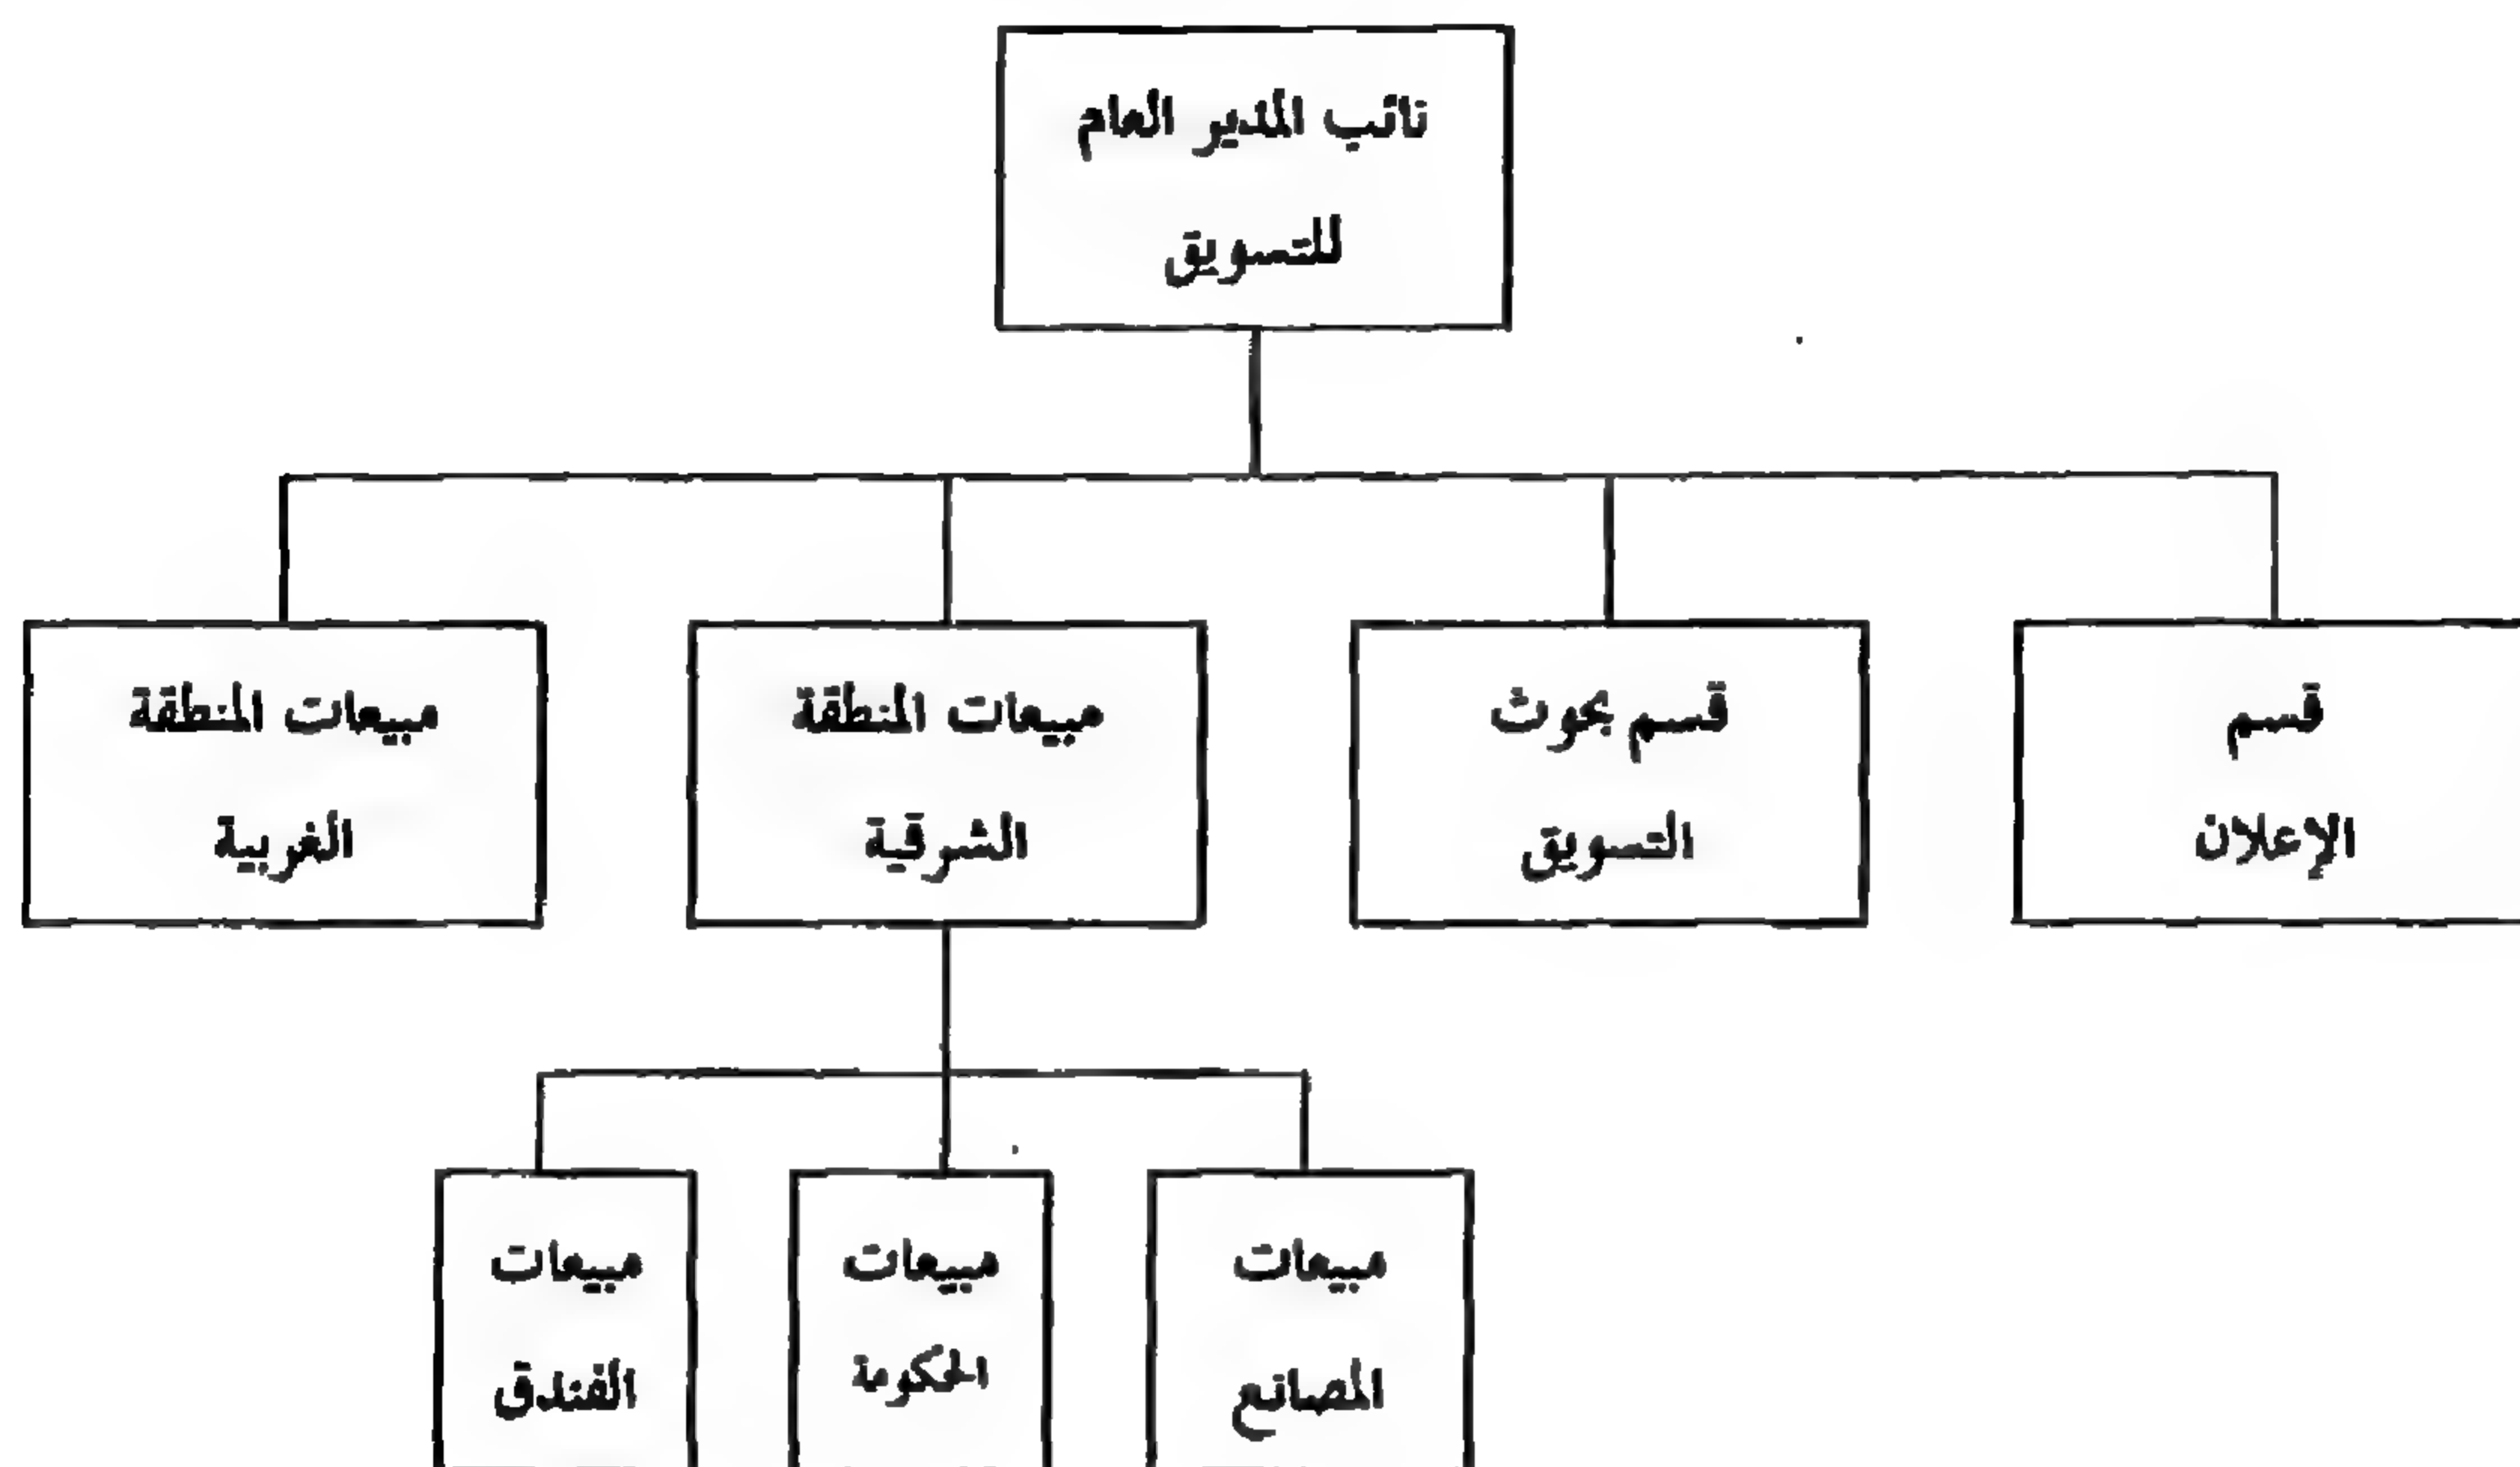 نائب المدير العام
للتسويق
قسم
الإعلان
قسم بحوث
التسويق
مبيعات المنطقة
الشرقية
مبيعات المنطقة
الغربية
مبيعات
المصانع
مبيعات
الحكومة
مبيعات
الفندق